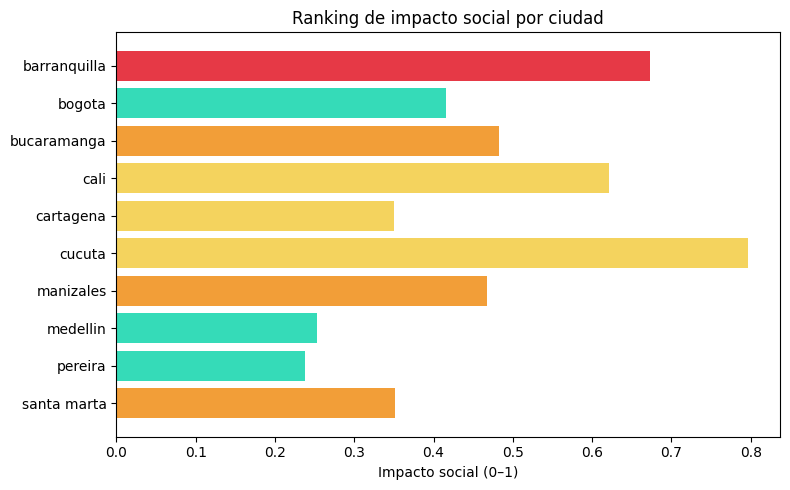 Ranking de impacto social por ciudad
barranquilla
bogota
bucaramanga
cali
cartagena
cucuta
manizales
medellin
pereira
santa marta
0.0 0.1 0.2 0.3 0.4 0.5 0.6 0.7 0.8
Impacto social (0–1)